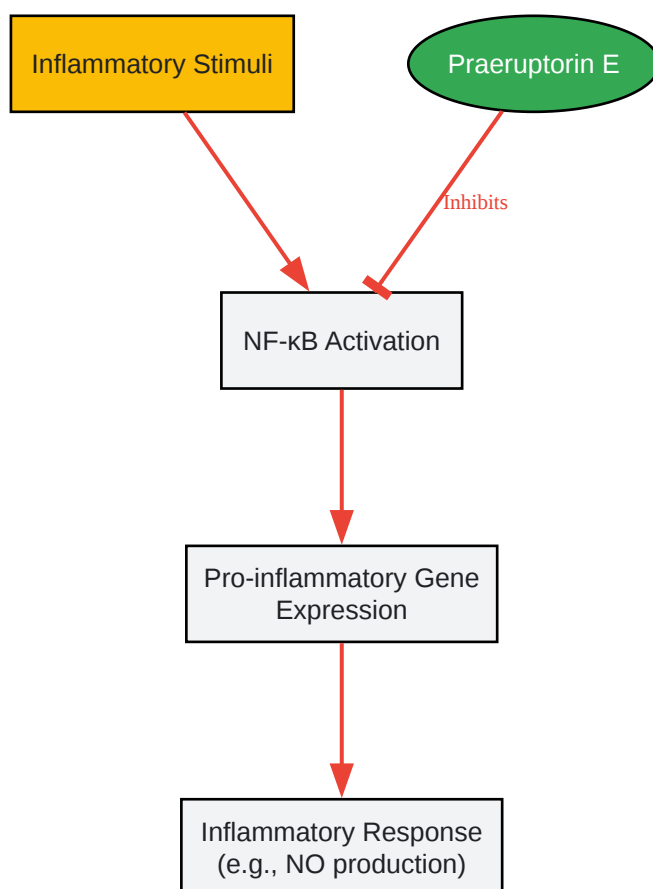 Inflammatory Stimuli
Praeruptorin E
Inhibits
NF-κB Activation
Pro-inflammatory Gene
Expression
Inflammatory Response
(e.g., NO production)